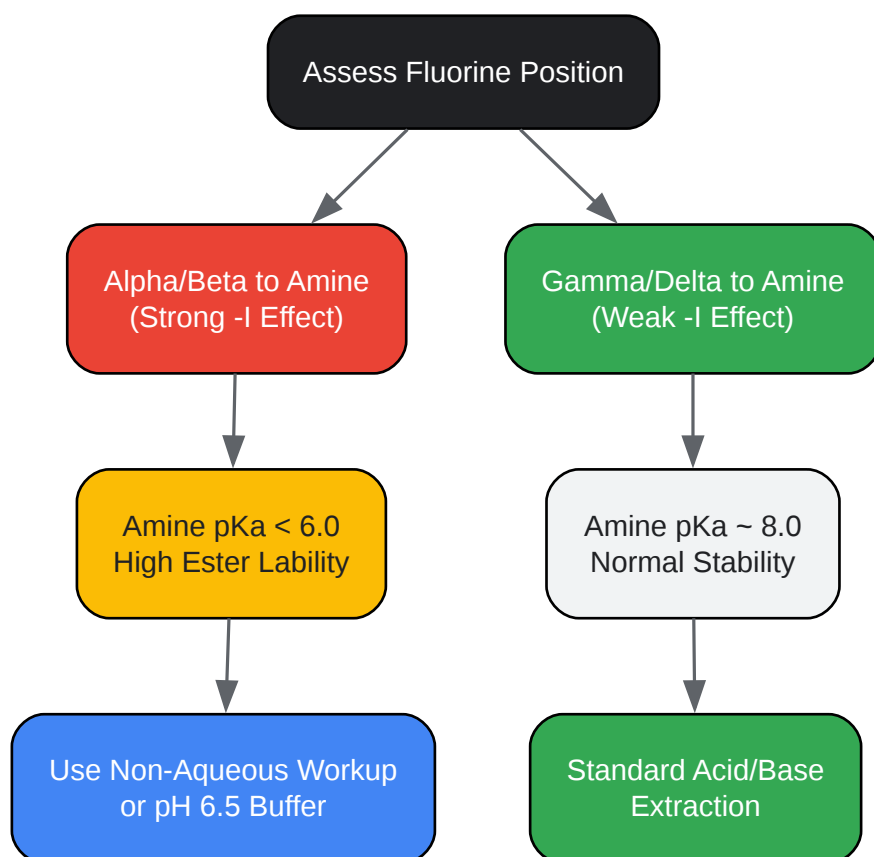 Assess Fluorine Position
Alpha/Beta to Amine
(Strong -I Effect)
Gamma/Delta to Amine
(Weak -I Effect)
Amine pKa < 6.0
High Ester Lability
Amine pKa ~ 8.0
Normal Stability
Use Non-Aqueous Workup
or pH 6.5 Buffer
Standard Acid/Base
Extraction